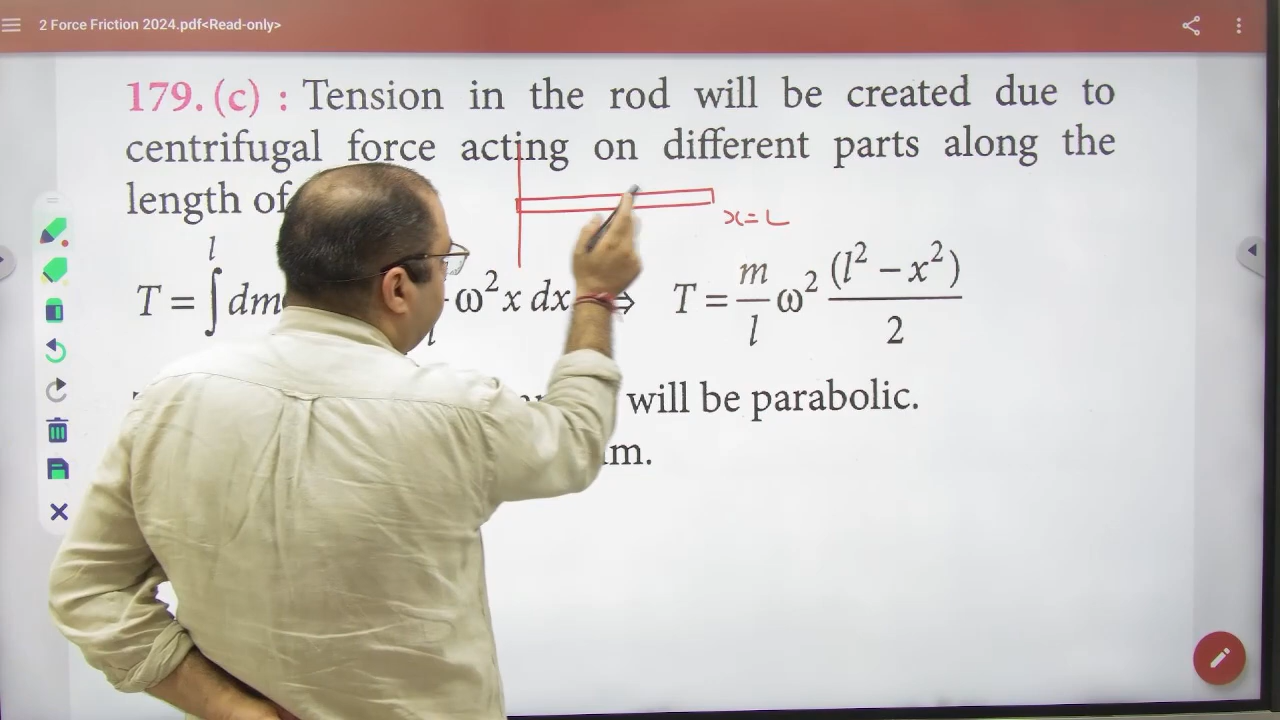 2 Force Friction 2024.pdf<Read-only>
179. (c) : Tension in the rod will be created due to
centrifugal force acting on different parts along the
length of
x = L
T = ∫ l dm ω² x dx ⇒ T = m/l ω² (l² − x²)/2
l
will be parabolic.